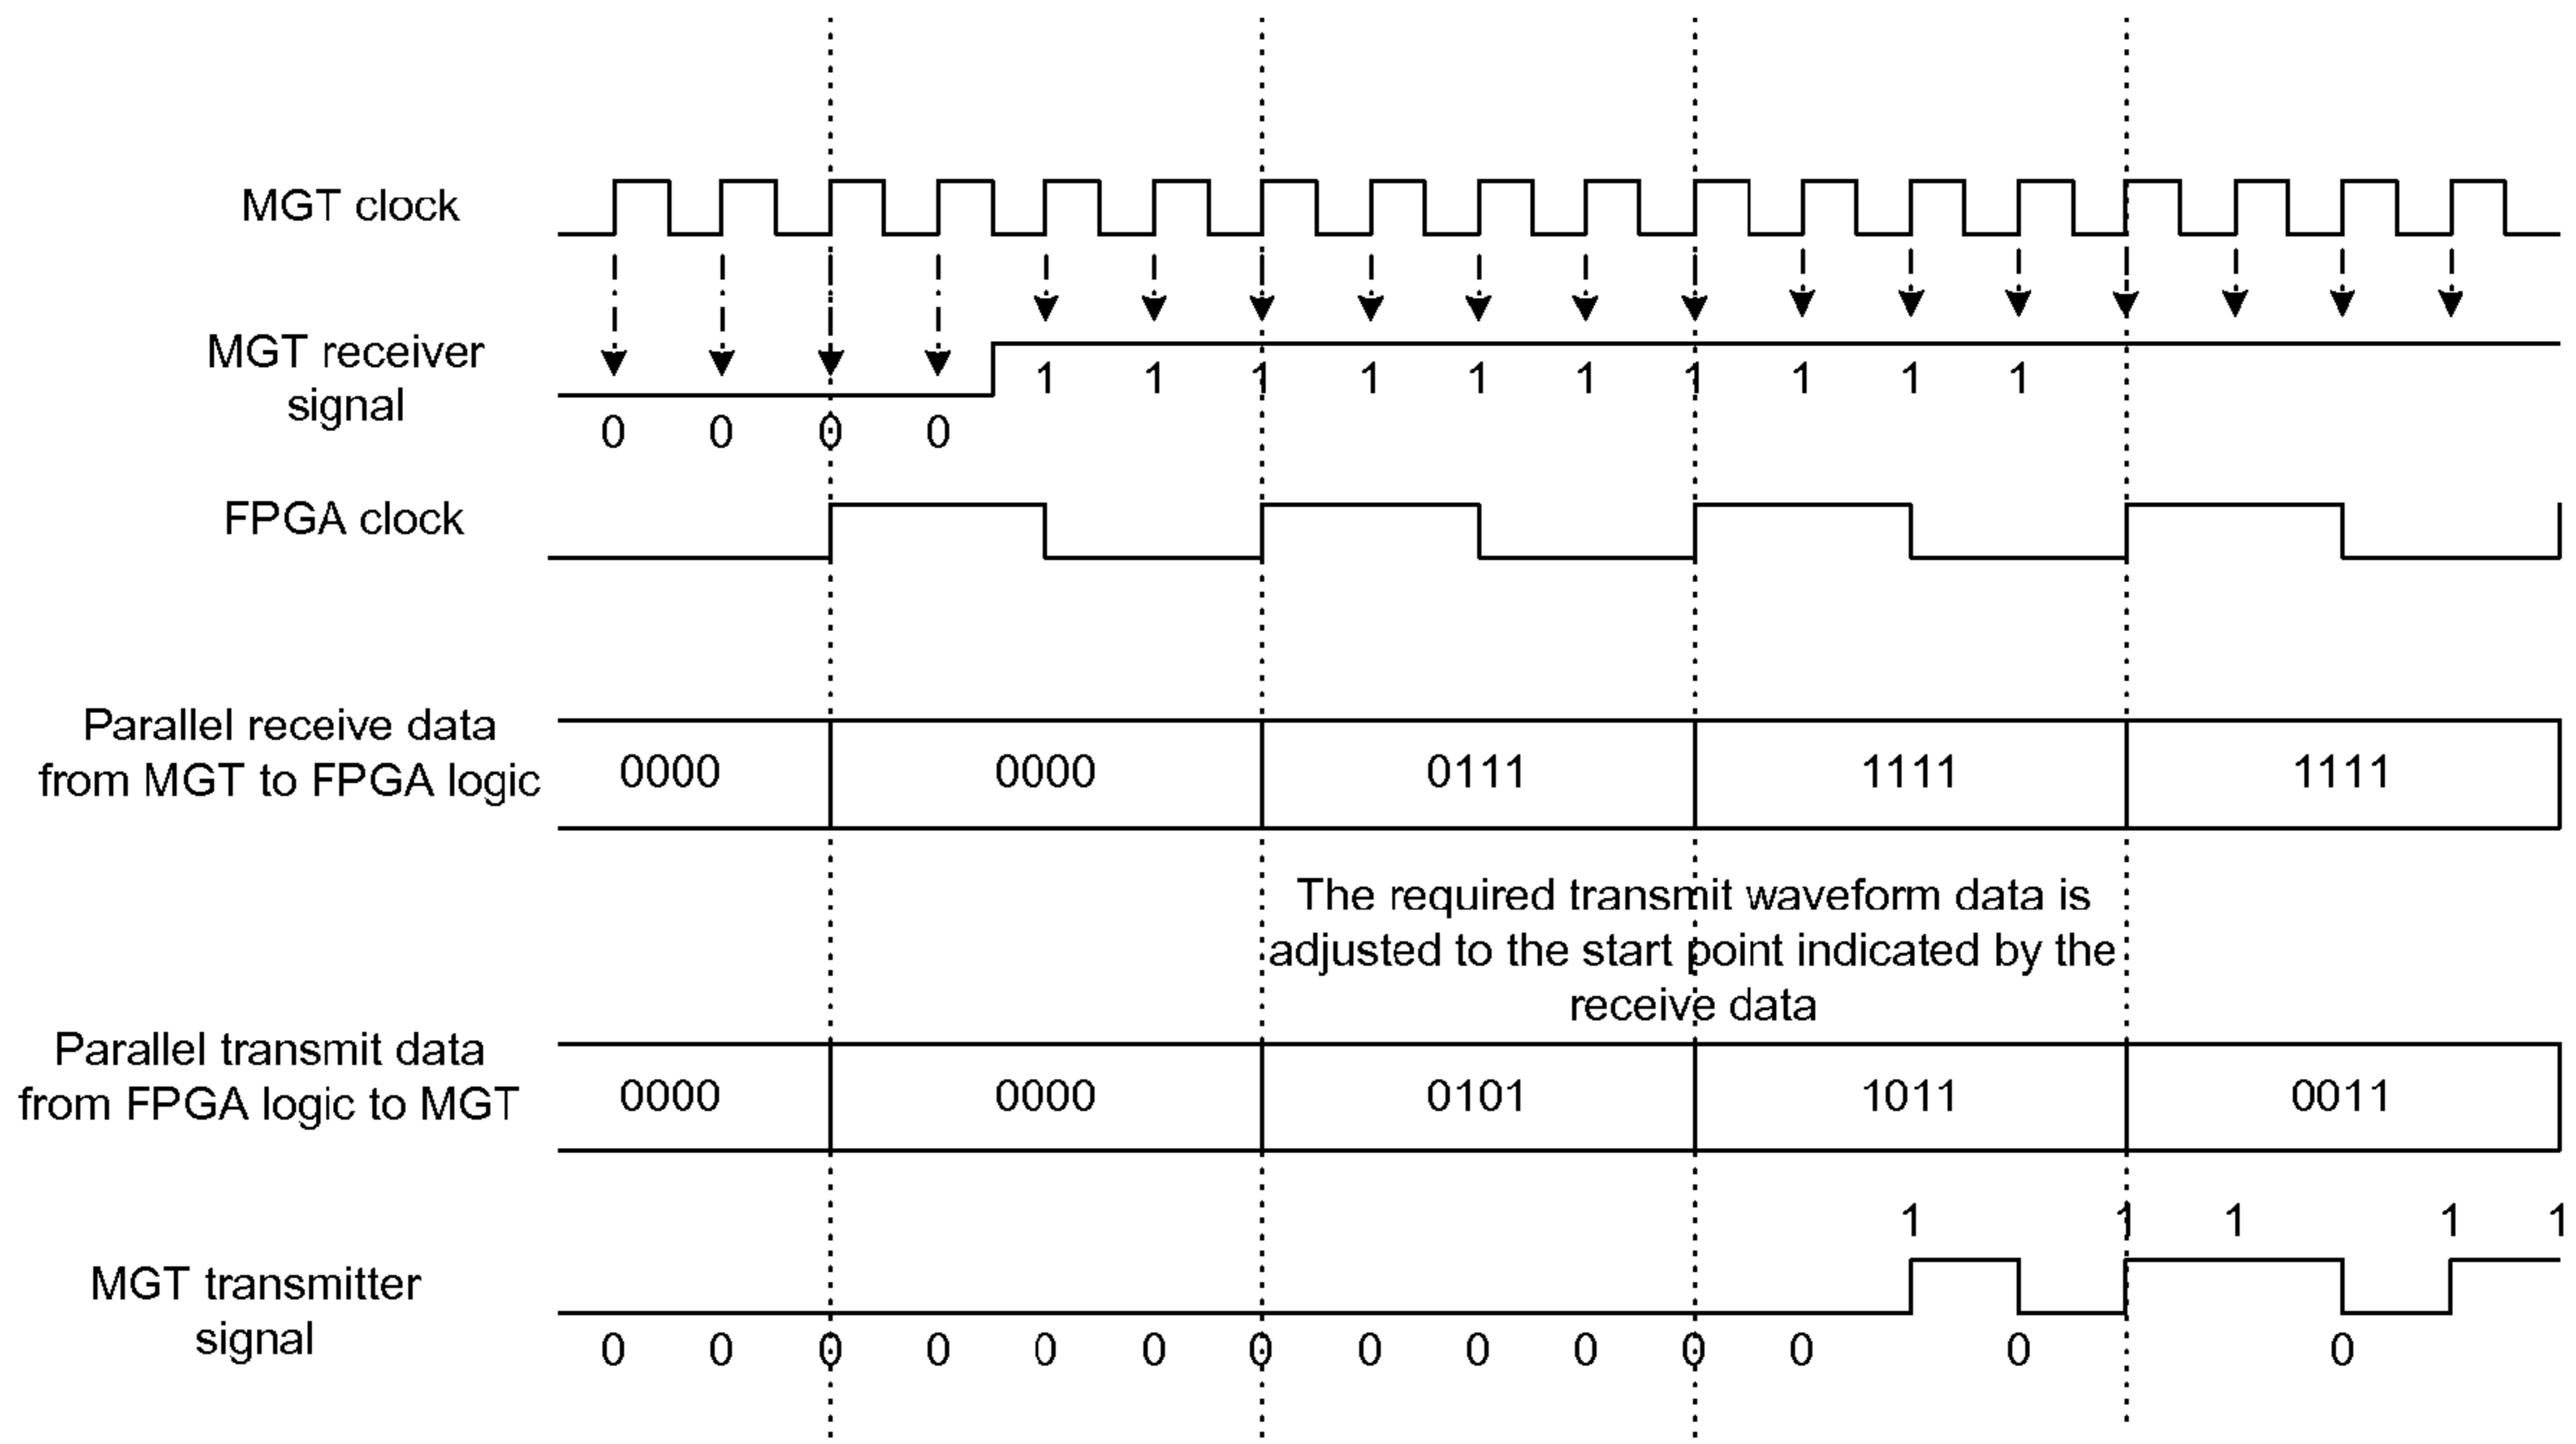 MGT clock
MGT receiver
signal
1 1 1 1 1 1 1 1 1 1
0 0 0 0
FPGA clock
Parallel receive data
from MGT to FPGA logic
0000 0000 0111 1111 1111
The required transmit waveform data is
adjusted to the start point indicated by the
receive data
Parallel transmit data
from FPGA logic to MGT
0000 0000 0101 1011 0011
1 1 1 1 1
MGT transmitter
signal
0 0 0 0 0 0 0 0 0 0 0 0 0 0